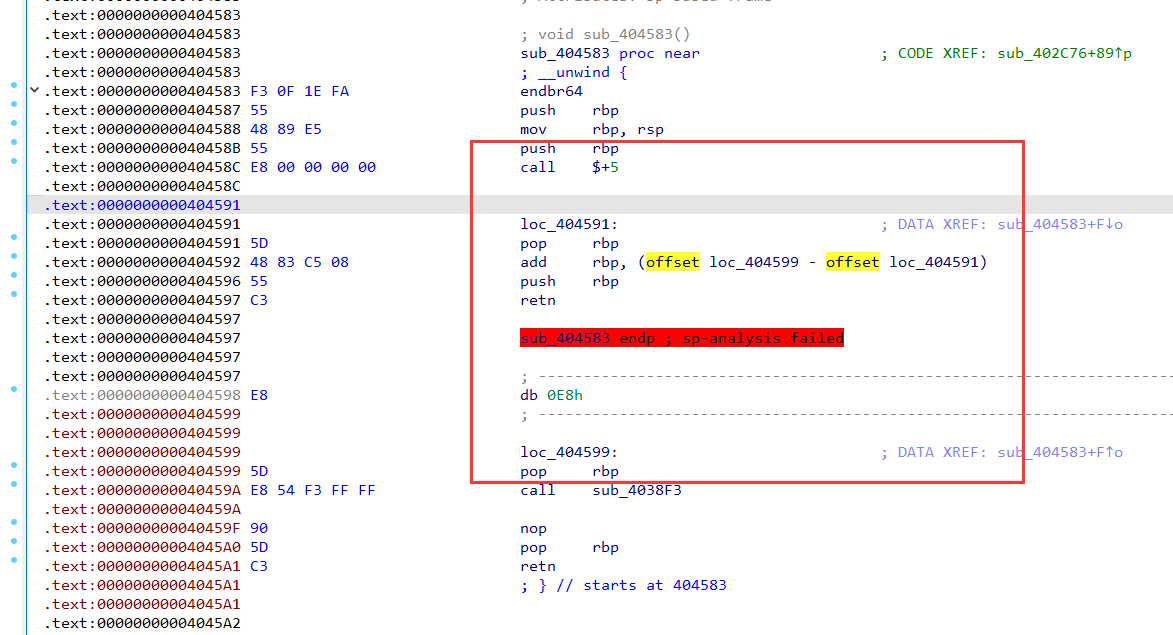 .text:0000000000404583
.text:0000000000404583 ; void sub_404583()
.text:0000000000404583 sub_404583 proc near ; CODE XREF: sub_402C76+89↑p
.text:0000000000404583 ; __unwind {
.text:0000000000404583 F3 0F 1E FA endbr64
.text:0000000000404587 55 push rbp
.text:0000000000404588 48 89 E5 mov rbp, rsp
.text:000000000040458B 55 push rbp
.text:000000000040458C E8 00 00 00 00 call $+5
.text:000000000040458C
.text:0000000000404591
.text:0000000000404591 loc_404591: ; DATA XREF: sub_404583+F↓o
.text:0000000000404591 5D pop rbp
.text:0000000000404592 48 83 C5 08 add rbp, (offset loc_404599 - offset loc_404591)
.text:0000000000404596 55 push rbp
.text:0000000000404597 C3 retn
.text:0000000000404597
.text:0000000000404597 sub_404583 endp ; sp-analysis failed
.text:0000000000404597
.text:0000000000404597 ; ---------------------------------------------------------------------------
.text:0000000000404598 E8 db 0E8h
.text:0000000000404599 ; ---------------------------------------------------------------------------
.text:0000000000404599
.text:0000000000404599 loc_404599: ; DATA XREF: sub_404583+F↑o
.text:0000000000404599 5D pop rbp
.text:000000000040459A E8 54 F3 FF FF call sub_4038F3
.text:000000000040459A
.text:000000000040459F 90 nop
.text:00000000004045A0 5D pop rbp
.text:00000000004045A1 C3 retn
.text:00000000004045A1 ; } // starts at 404583
.text:00000000004045A1
.text:00000000004045A2